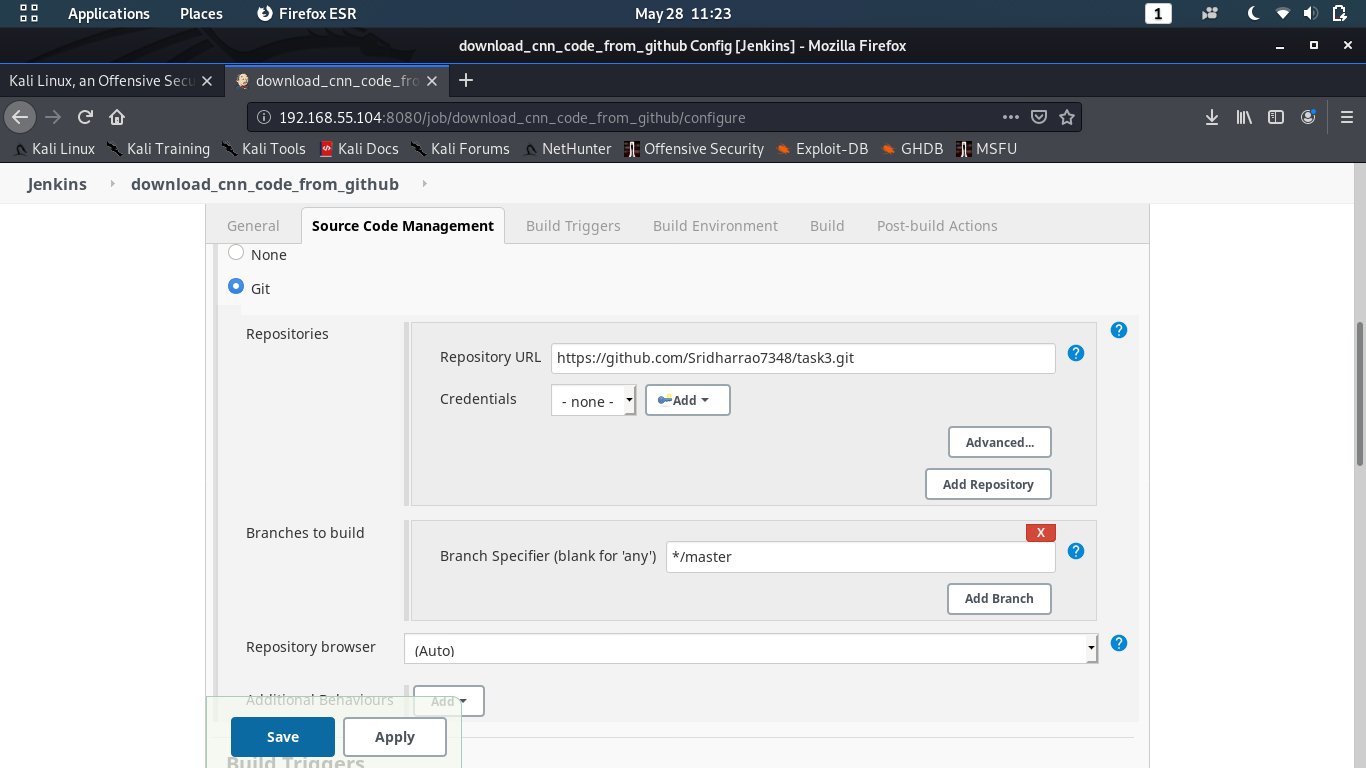 Applications Places Firefox ESR May 28 11:23 1
download_cnn_code_from_github Config [Jenkins] - Mozilla Firefox
Kali Linux, an Offensive Secu download_cnn_code_fro
192.168.55.104:8080/job/download_cnn_code_from_github/configure
Kali Linux Kali Training Kali Tools Kali Docs Kali Forums NetHunter Offensive Security Exploit-DB GHDB MSFU
Jenkins download_cnn_code_from_github
General Source Code Management Build Triggers Build Environment Build Post-build Actions
None
Git
Repositories
Repository URL https://github.com/Sridharrao7348/task3.git
Credentials - none - Add
Advanced...
Add Repository
Branches to build
X
Branch Specifier (blank for 'any') */master
Add Branch
Repository browser (Auto)
Additional Behaviours Add
Save Apply
Build Triggers